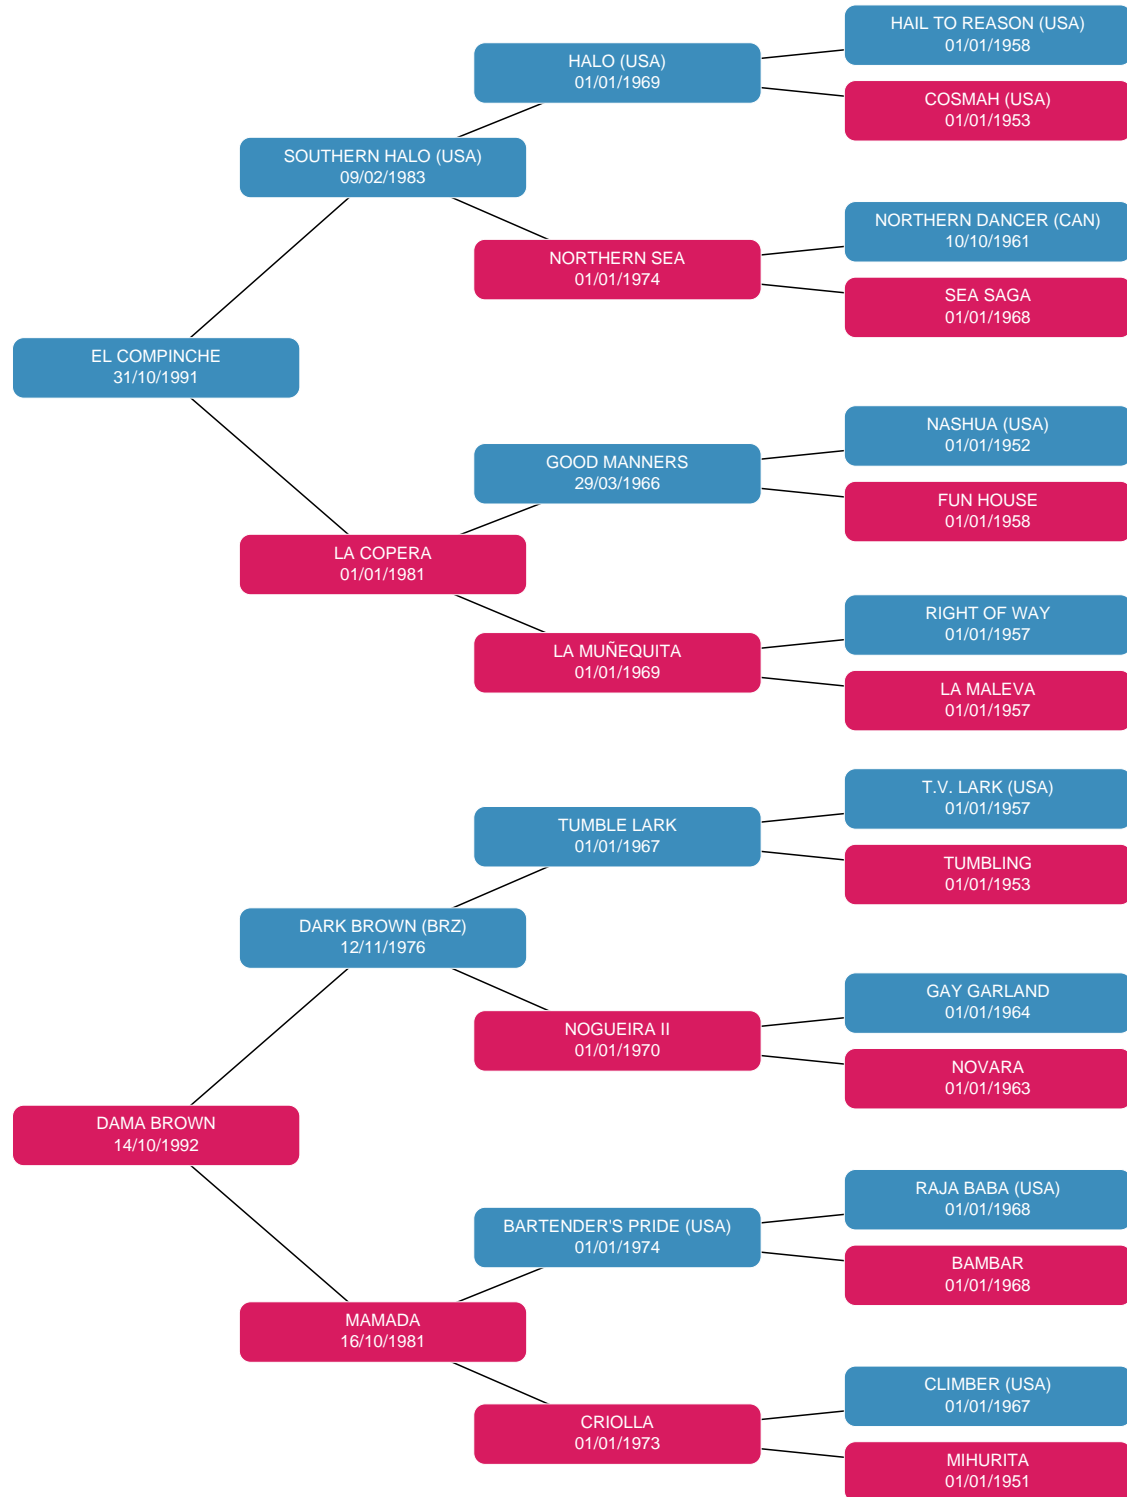 HAIL TO REASON (USA)
01/01/1958
HALO (USA)
01/01/1969
COSMAH (USA)
01/01/1953
SOUTHERN HALO (USA)
09/02/1983
NORTHERN DANCER (CAN)
10/10/1961
NORTHERN SEA
01/01/1974
SEA SAGA
01/01/1968
EL COMPINCHE
31/10/1991
NASHUA (USA)
01/01/1952
GOOD MANNERS
29/03/1966
FUN HOUSE
01/01/1958
LA COPERA
01/01/1981
RIGHT OF WAY
01/01/1957
LA MUÑEQUITA
01/01/1969
LA MALEVA
01/01/1957
T.V. LARK (USA)
01/01/1957
TUMBLE LARK
01/01/1967
TUMBLING
01/01/1953
DARK BROWN (BRZ)
12/11/1976
GAY GARLAND
01/01/1964
NOGUEIRA II
01/01/1970
NOVARA
01/01/1963
DAMA BROWN
14/10/1992
RAJA BABA (USA)
01/01/1968
BARTENDER'S PRIDE (USA)
01/01/1974
BAMBAR
01/01/1968
MAMADA
16/10/1981
CLIMBER (USA)
01/01/1967
CRIOLLA
01/01/1973
MIHURITA
01/01/1951